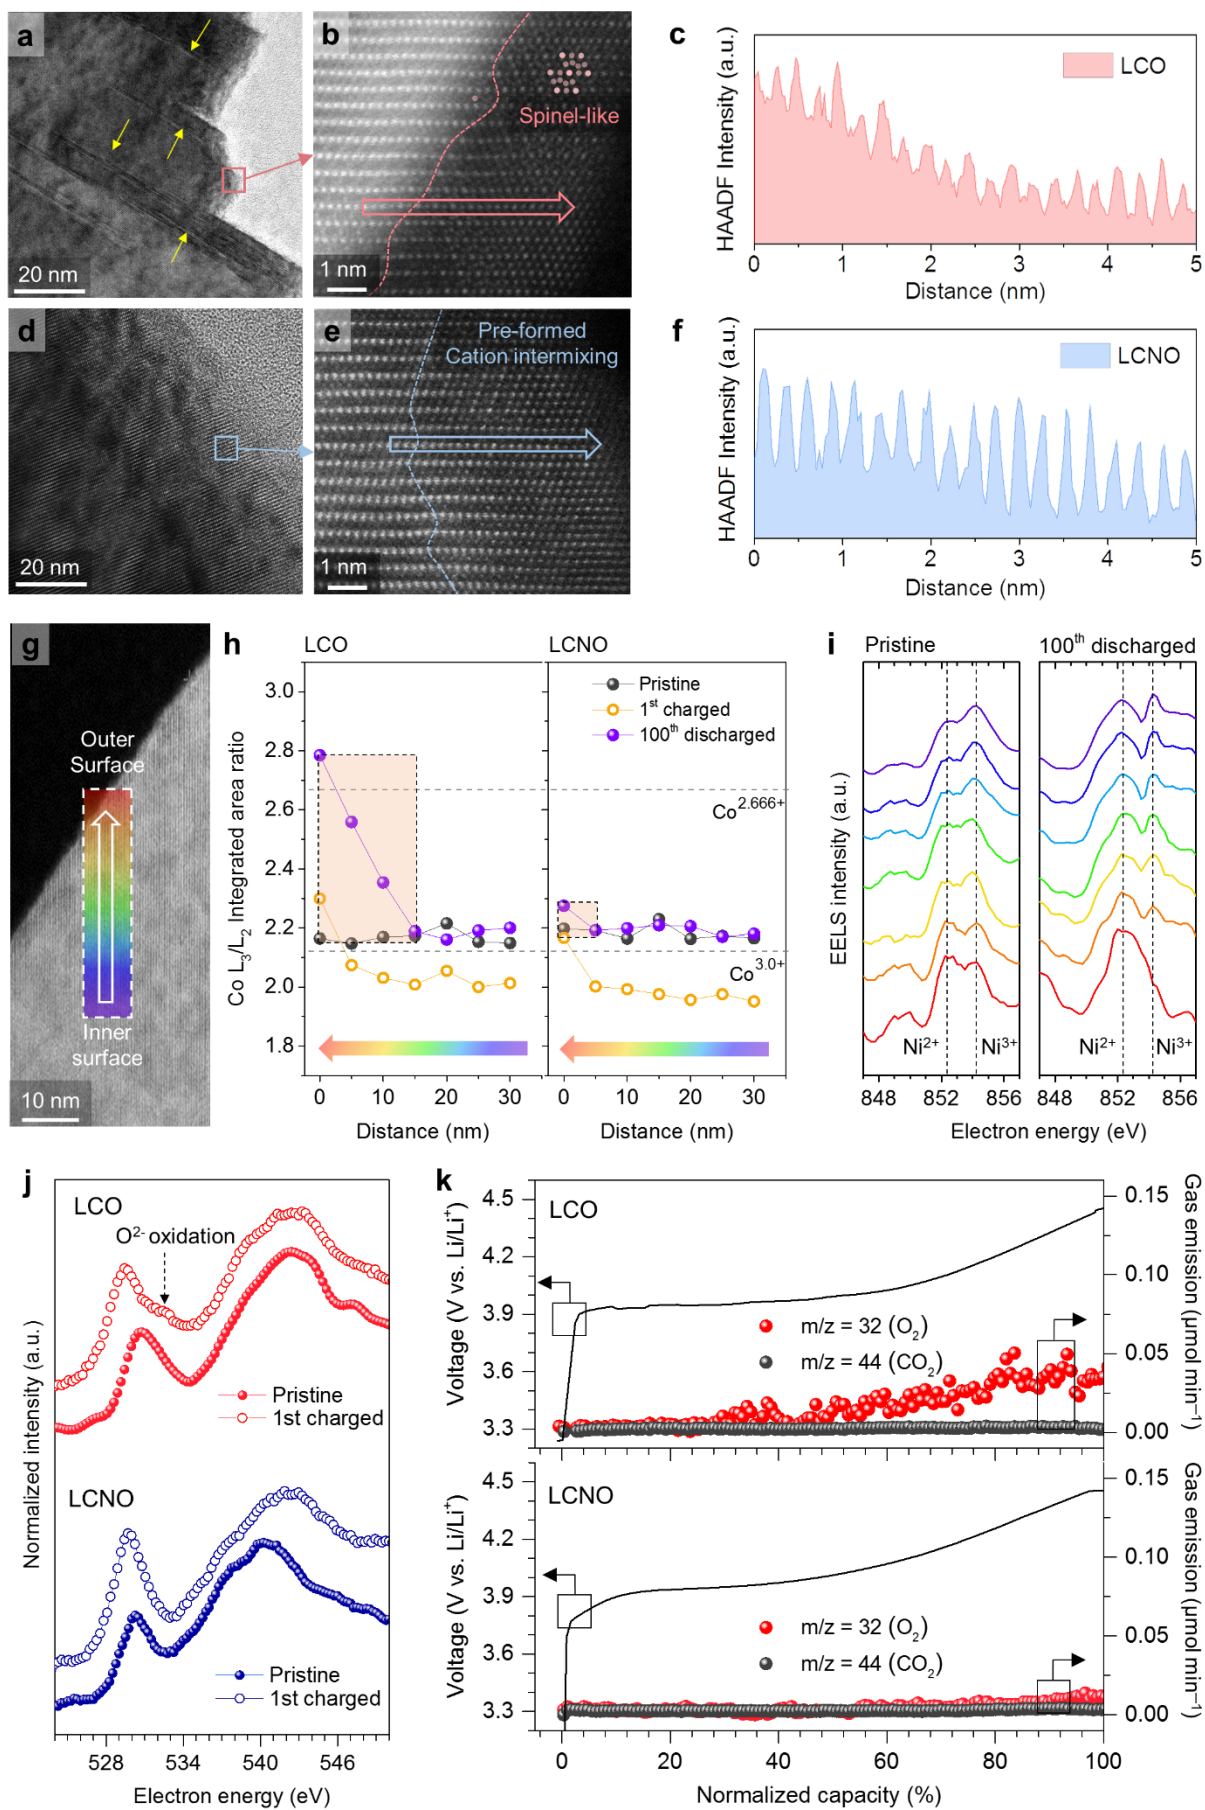 a
20 nm
b
Spinel-like
1 nm
c
HAADF Intensity (a.u.)
LCO
0 1 2 3 4 5
Distance (nm)
d
20 nm
e
Pre-formed
Cation intermixing
1 nm
f
HAADF Intensity (a.u.)
LCNO
0 1 2 3 4 5
Distance (nm)
g
Outer
Surface
Inner
surface
10 nm
h
LCO
LCNO
Co L₃/L₂ Integrated area ratio
3.0
2.8
2.6
2.4
2.2
2.0
1.8
Pristine
1ˢᵗ charged
100ᵗʰ discharged
Co²·⁶⁶⁶⁺
Co³·⁰⁺
0 10 20 30
0 10 20 30
Distance (nm)
Distance (nm)
i
Pristine
100ᵗʰ discharged
EELS intensity (a.u.)
Ni²⁺ Ni³⁺
Ni²⁺ Ni³⁺
848 852 856
848 852 856
Electron energy (eV)
j
LCO
O²⁻ oxidation
Pristine
1st charged
LCNO
Pristine
1st charged
Normalized intensity (a.u.)
528 534 540 546
Electron energy (eV)
k
LCO
Voltage (V vs. Li/Li⁺)
4.5
4.2
3.9
3.6
3.3
m/z = 32 (O₂)
m/z = 44 (CO₂)
0.15
0.10
0.05
0.00
Gas emission (μmol min⁻¹)
LCNO
Voltage (V vs. Li/Li⁺)
4.5
4.2
3.9
3.6
3.3
m/z = 32 (O₂)
m/z = 44 (CO₂)
0.15
0.10
0.05
0.00
Gas emission (μmol min⁻¹)
0 20 40 60 80 100
Normalized capacity (%)